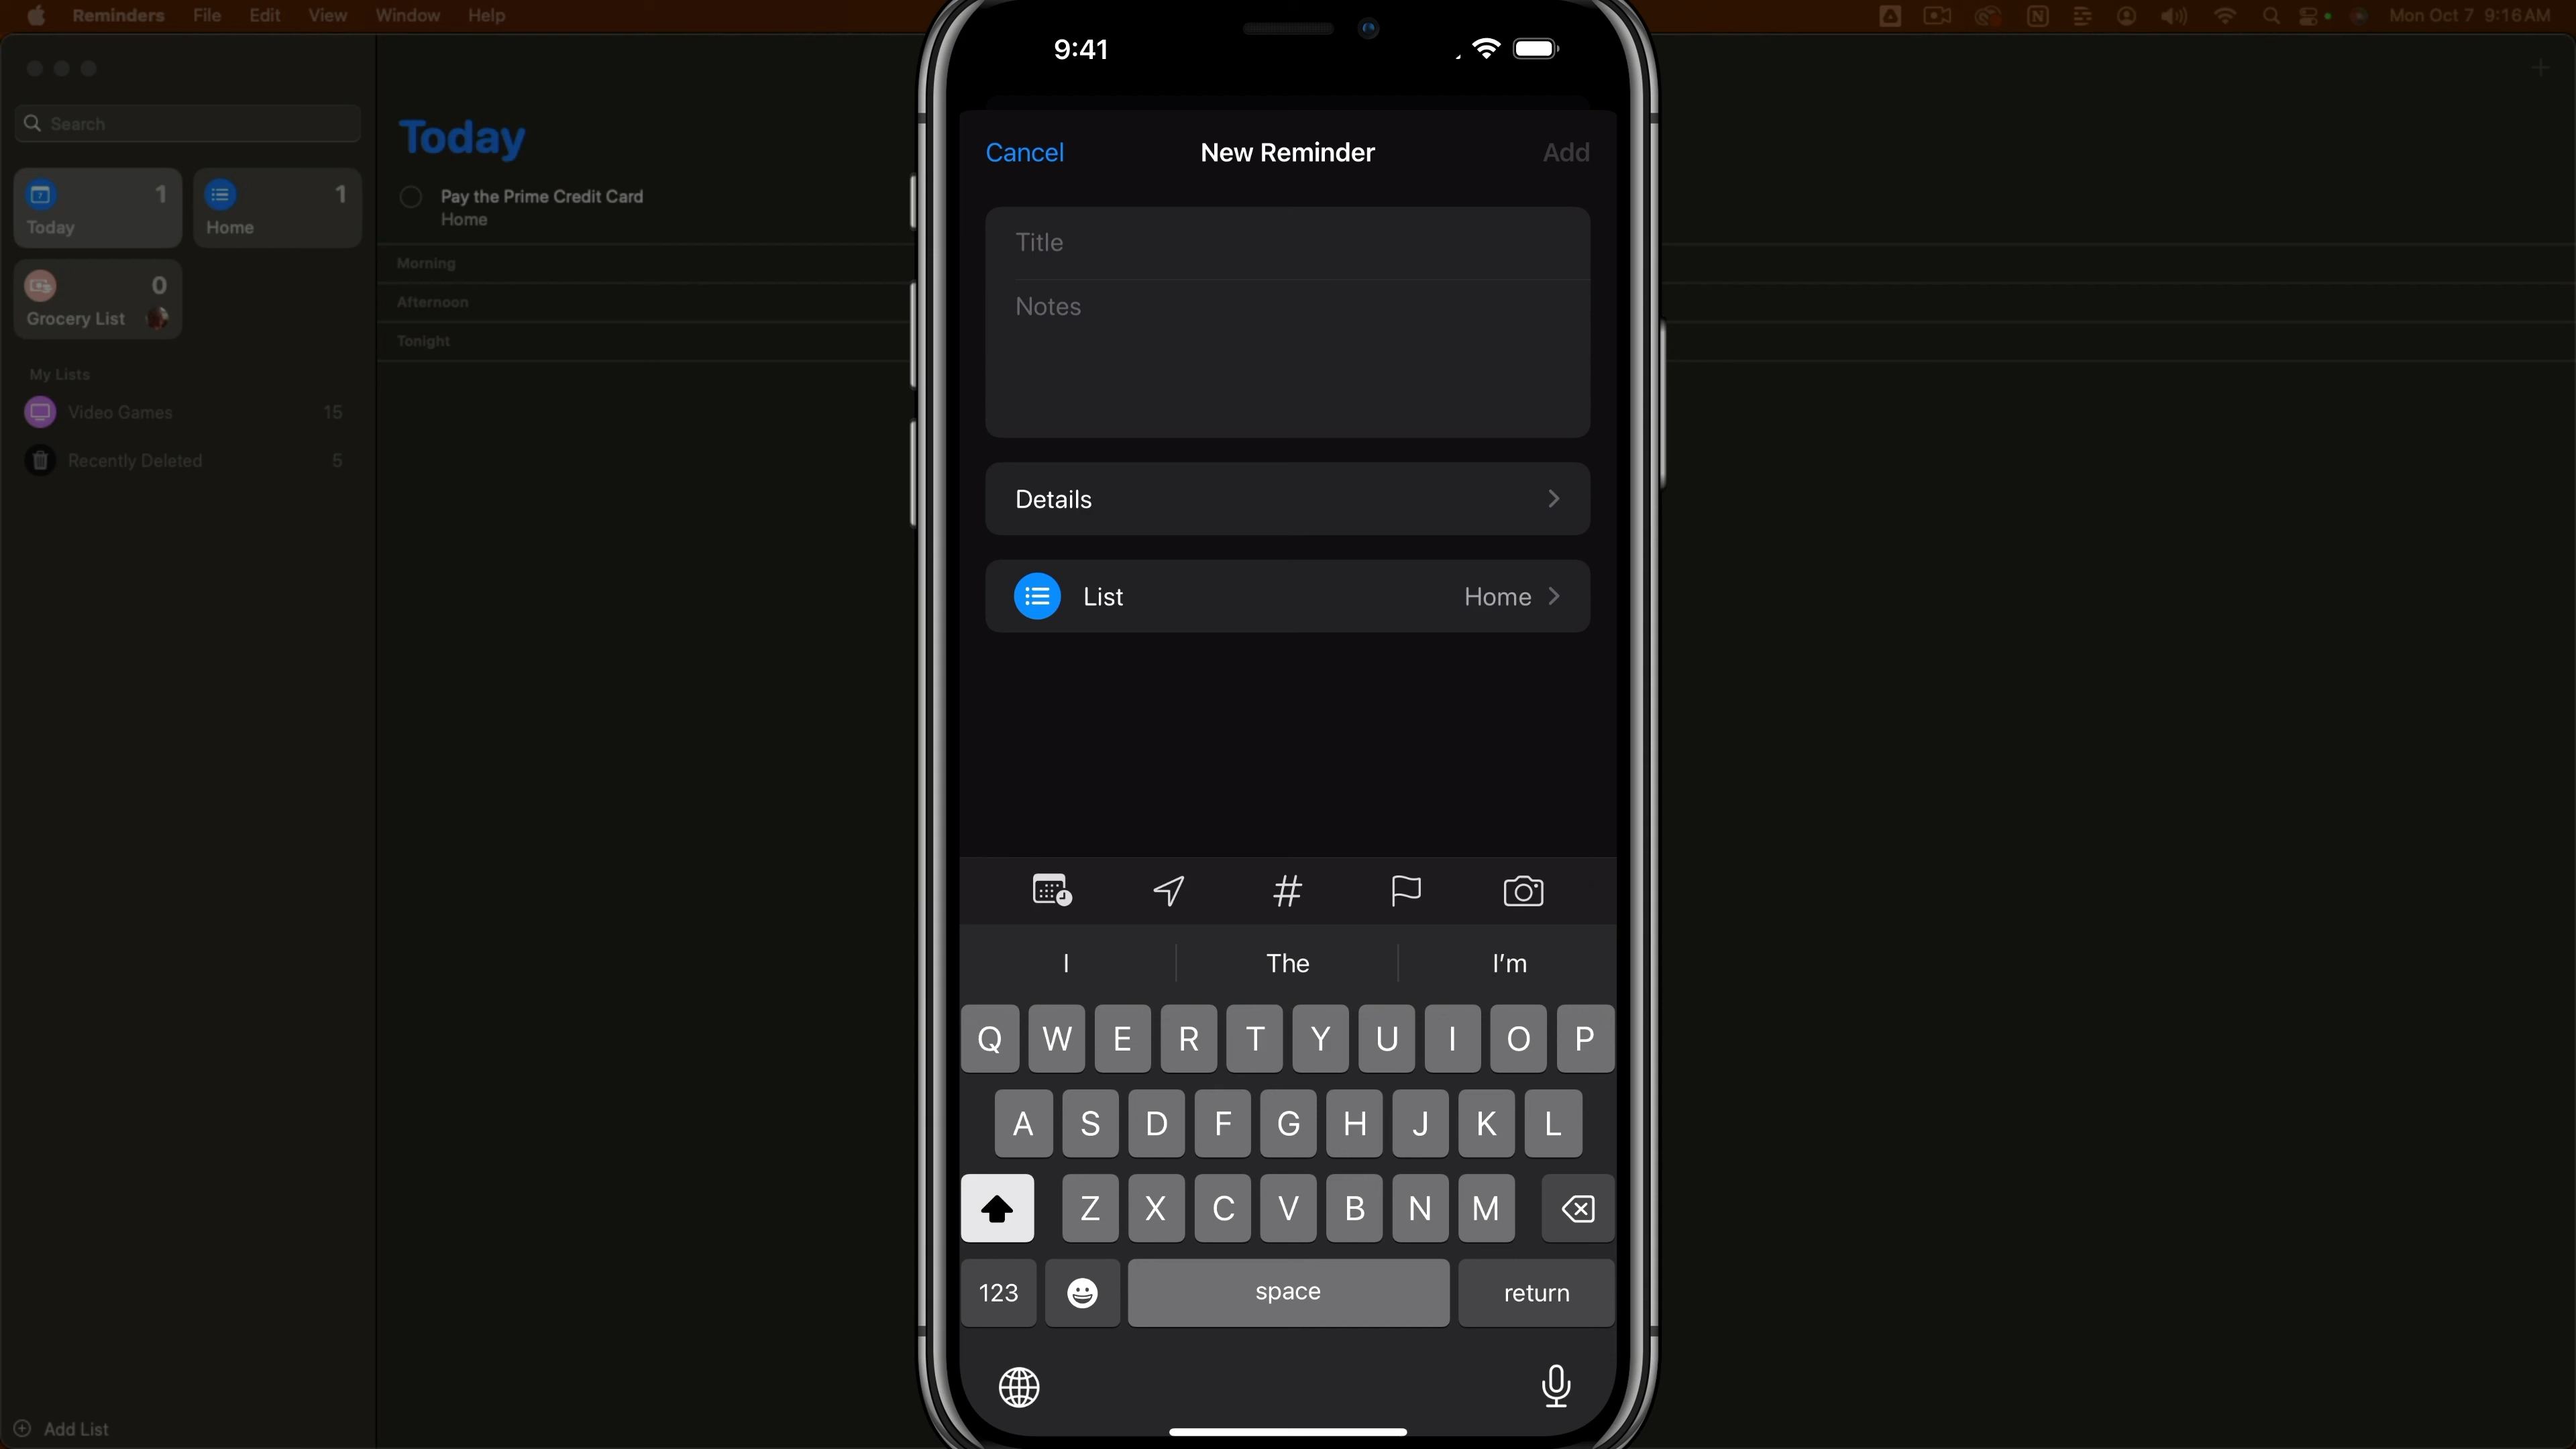 Reminders File Edit View Window Help
Mon Oct 7 9:16 AM
Search
1
Today
1
Home
0
Grocery List
My Lists
Video Games 15
Recently Deleted 5
Add List
Today
Pay the Prime Credit Card
Home
Morning
Afternoon
Tonight
9:41
Cancel New Reminder Add
Title
Notes
Details
List Home
#
I The I’m
Q W E R T Y U I O P
A S D F G H J K L
Z X C V B N M
123 space return